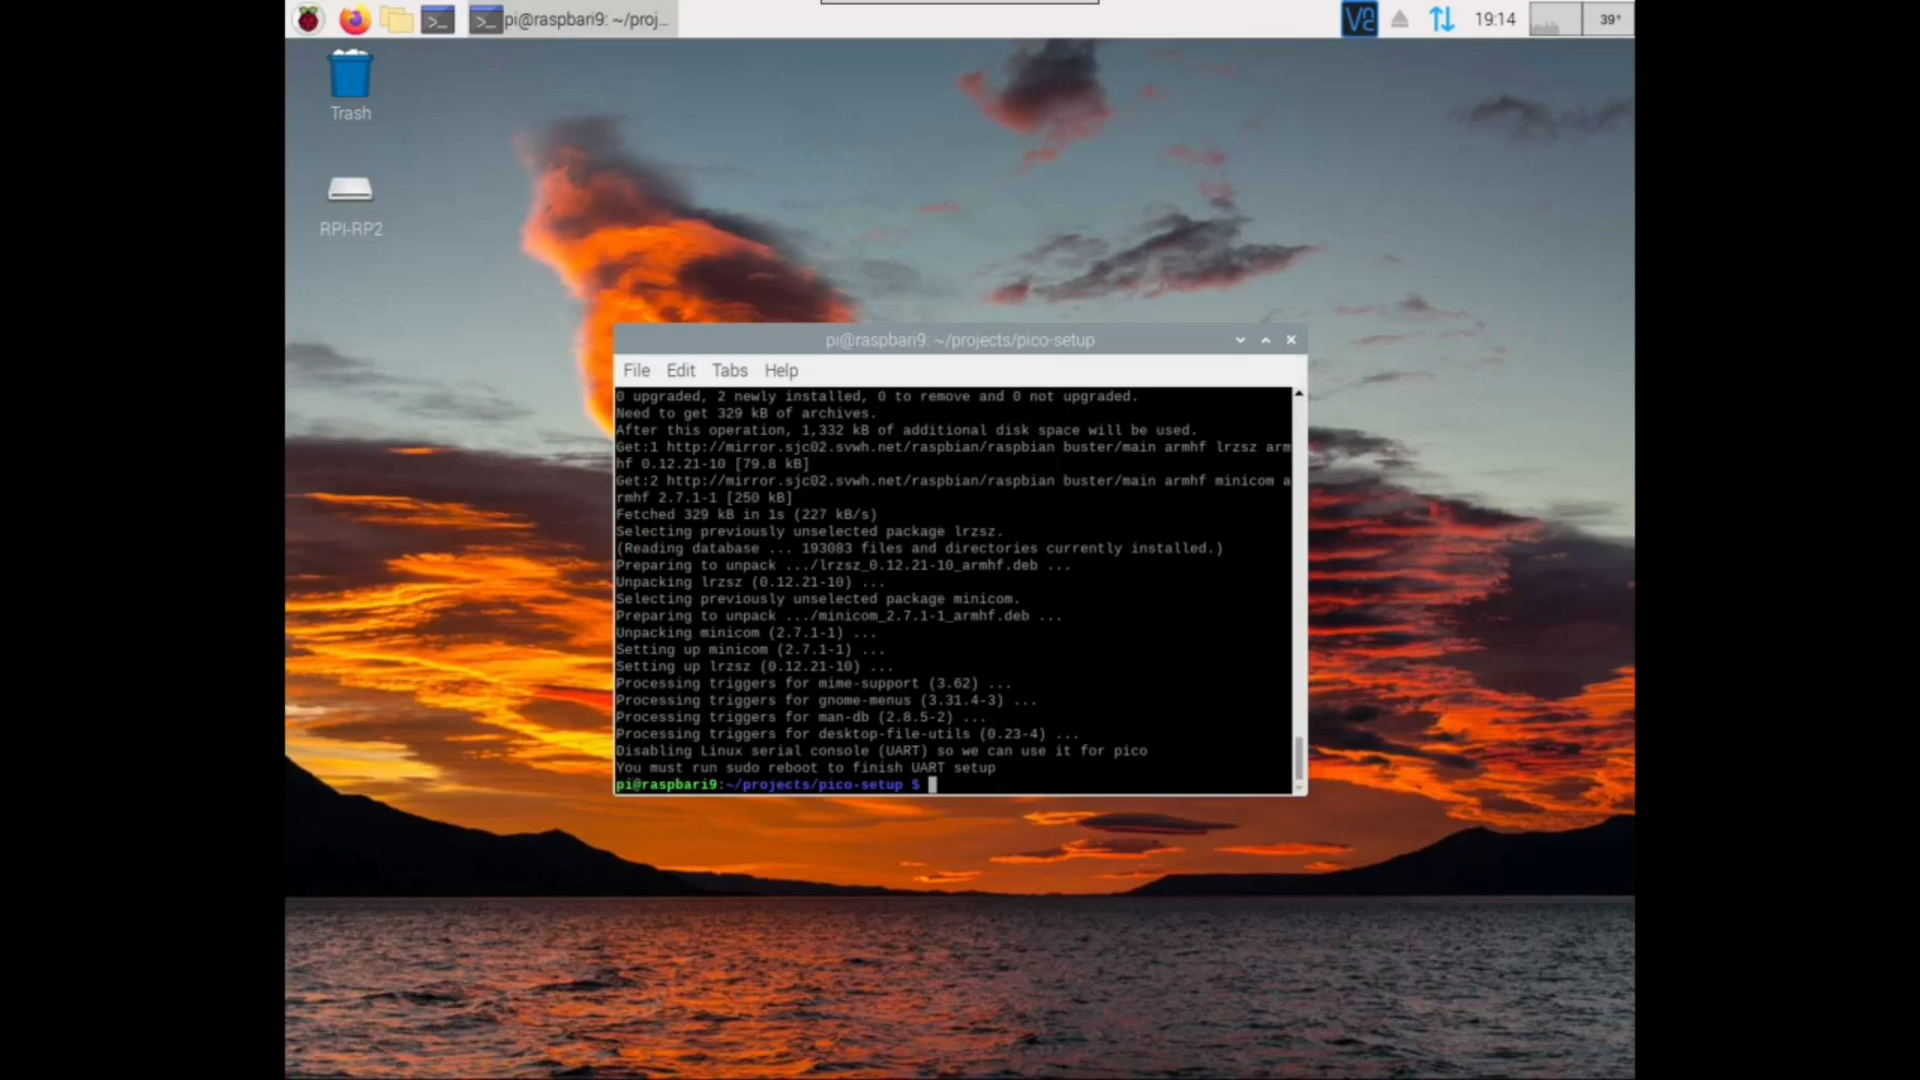 pi@raspbari9: ~/proj...
VNC
19:14
39°
Trash
RPI-RP2
pi@raspbari9: ~/projects/pico-setup
File Edit Tabs Help
0 upgraded, 2 newly installed, 0 to remove and 0 not upgraded.
Need to get 329 kB of archives.
After this operation, 1,332 kB of additional disk space will be used.
Get:1 http://mirror.sjc02.svwh.net/raspbian/raspbian buster/main armhf lrzsz arm
hf 0.12.21-10 [79.8 kB]
Get:2 http://mirror.sjc02.svwh.net/raspbian/raspbian buster/main armhf minicom a
rmhf 2.7.1-1 [250 kB]
Fetched 329 kB in 1s (227 kB/s)
Selecting previously unselected package lrzsz.
(Reading database ... 193083 files and directories currently installed.)
Preparing to unpack .../lrzsz_0.12.21-10_armhf.deb ...
Unpacking lrzsz (0.12.21-10) ...
Selecting previously unselected package minicom.
Preparing to unpack .../minicom_2.7.1-1_armhf.deb ...
Unpacking minicom (2.7.1-1) ...
Setting up minicom (2.7.1-1) ...
Setting up lrzsz (0.12.21-10) ...
Processing triggers for mime-support (3.62) ...
Processing triggers for gnome-menus (3.31.4-3) ...
Processing triggers for man-db (2.8.5-2) ...
Processing triggers for desktop-file-utils (0.23-4) ...
Disabling Linux serial console (UART) so we can use it for pico
You must run sudo reboot to finish UART setup
pi@raspbari9:~/projects/pico-setup $